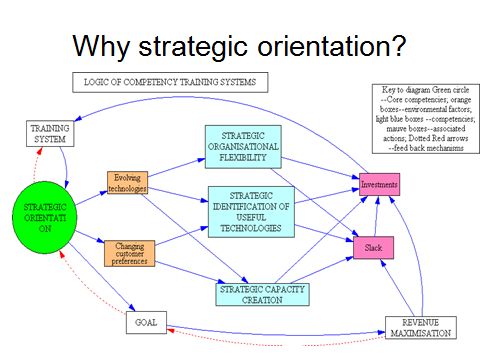 Why strategic orientation?
LOGIC OF COMPETENCY TRAINING SYSTEMS
Key to diagram Green circle
--Core competencies; orange
boxes--environmental factors;
light blue boxes --competencies;
mauve boxes--associated
actions; Dotted Red arrows
--feed back mechanisms
TRAINING
SYSTEM
STRATEGIC
ORGANISATIONAL
FLEXIBILITY
Evolving
technologies
Investments
STRATEGIC
ORIENTATI
ON
STRATEGIC
IDENTIFICATION OF
USEFUL
TECHNOLOGIES
Changing
customer
preferences
Slack
STRATEGIC CAPACITY
CREATION
GOAL
REVENUE
MAXIMISATION